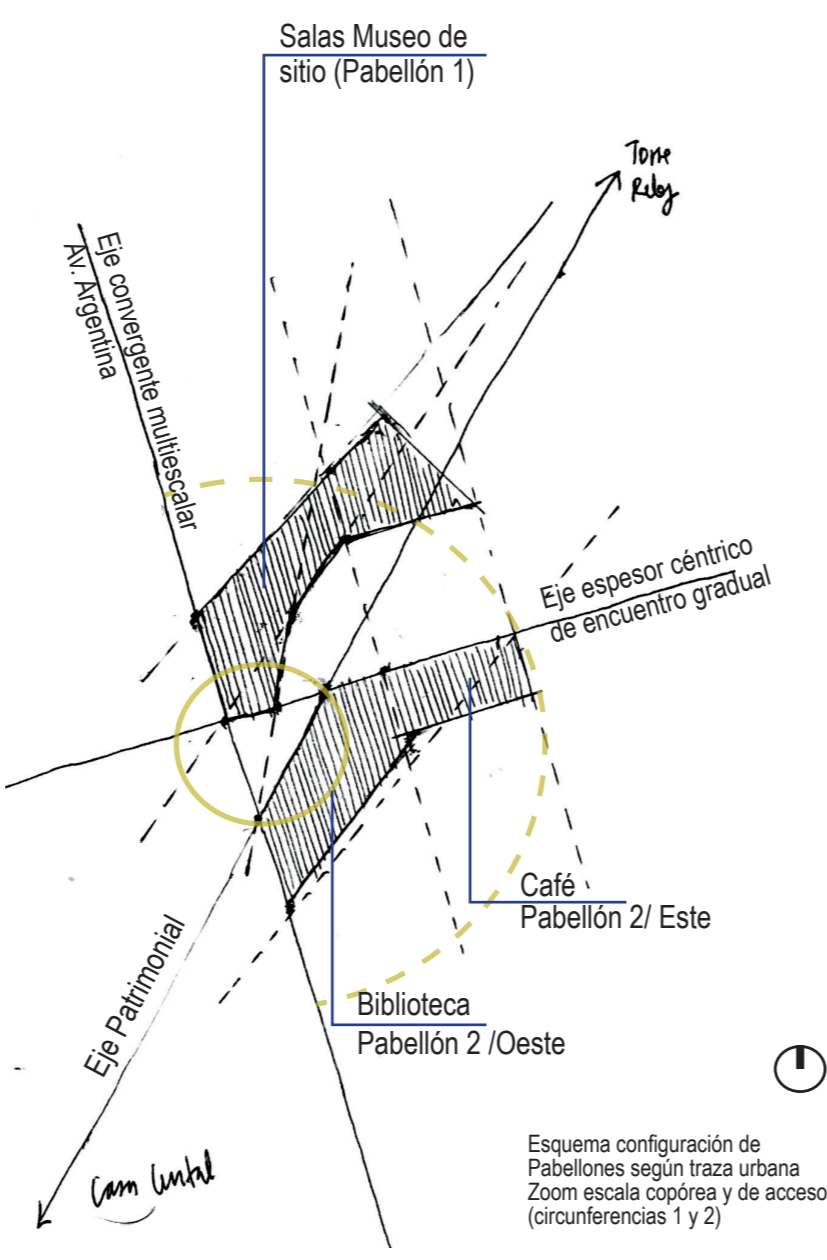 Salas Museo de
sitio (Pabellón 1)
Torre
Reloj
Eje convergente multiescalar
Av. Argentina
Eje espesor céntrico
de encuentro gradual
Café
Pabellón 2/ Este
Biblioteca
Pabellón 2 /Oeste
Eje Patrimonial
Esquema configuración de
Pabellones según traza urbana
Zoom escala copórea y de acceso
(circunferencias 1 y 2)